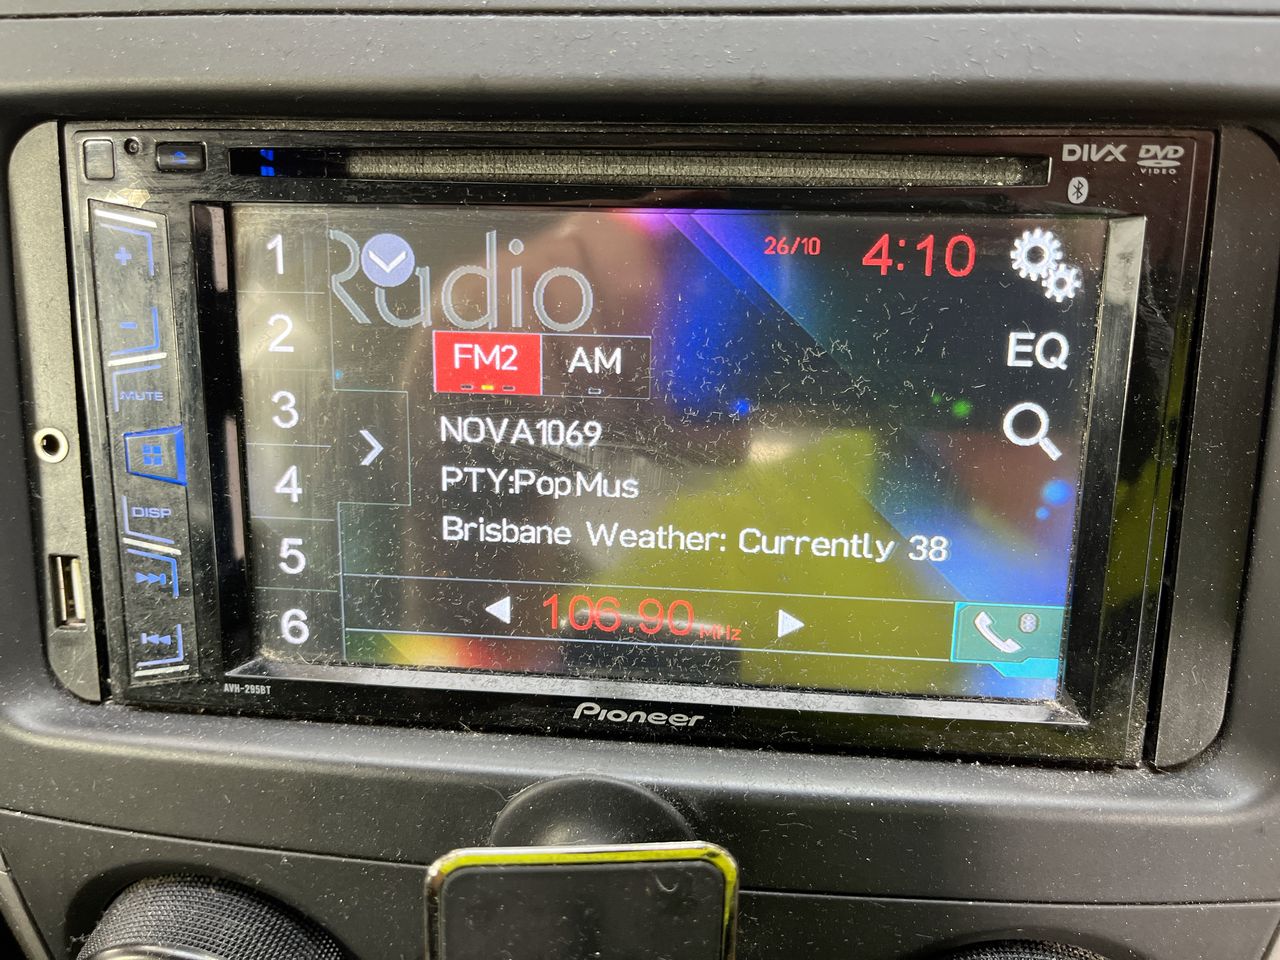 DIVX DVD
VIDEO
1
2
3
4
5
6
Radio
26/10
4:10
FM2
AM
EQ
NOVA1069
PTY:PopMus
Brisbane Weather: Currently 38
106.90 MHz
+
-
MUTE
DISP
AVH-295BT
Pioneer